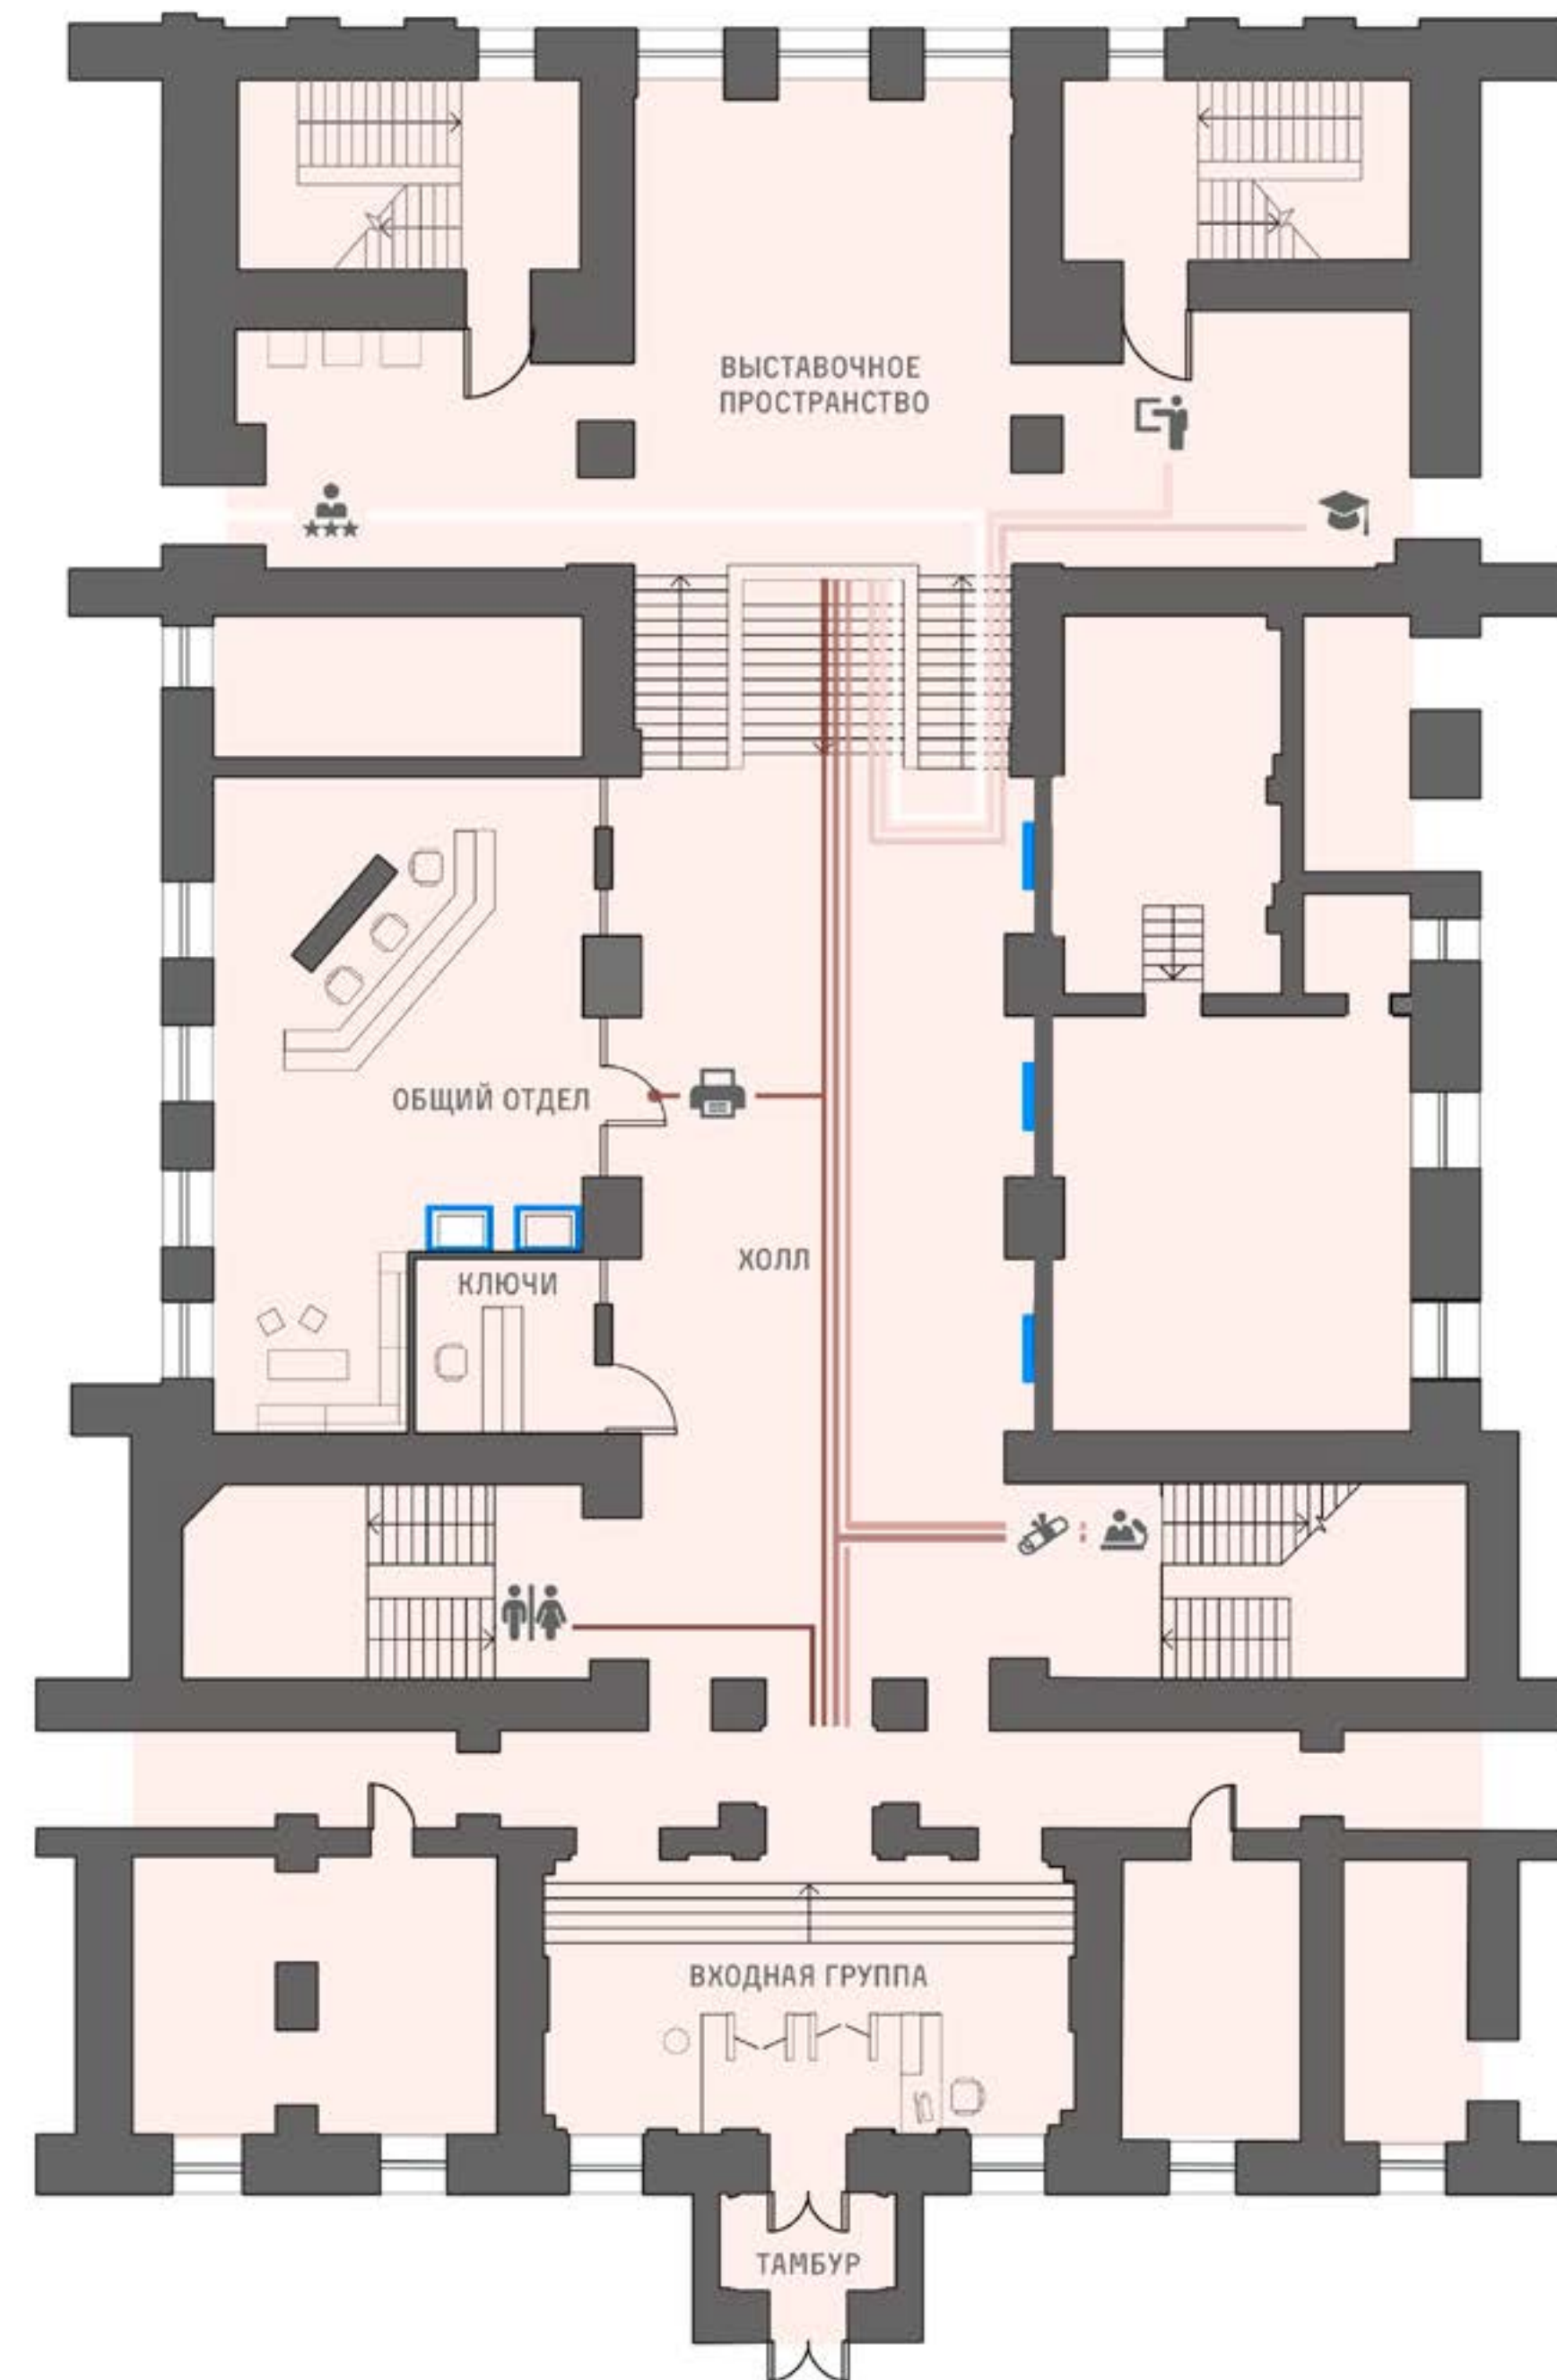 ВЫСТАВОЧНОЕ
ПРОСТРАНСТВО
ОБЩИЙ ОТДЕЛ
ХОЛЛ
КЛЮЧИ
ВХОДНАЯ ГРУППА
ТАМБУР